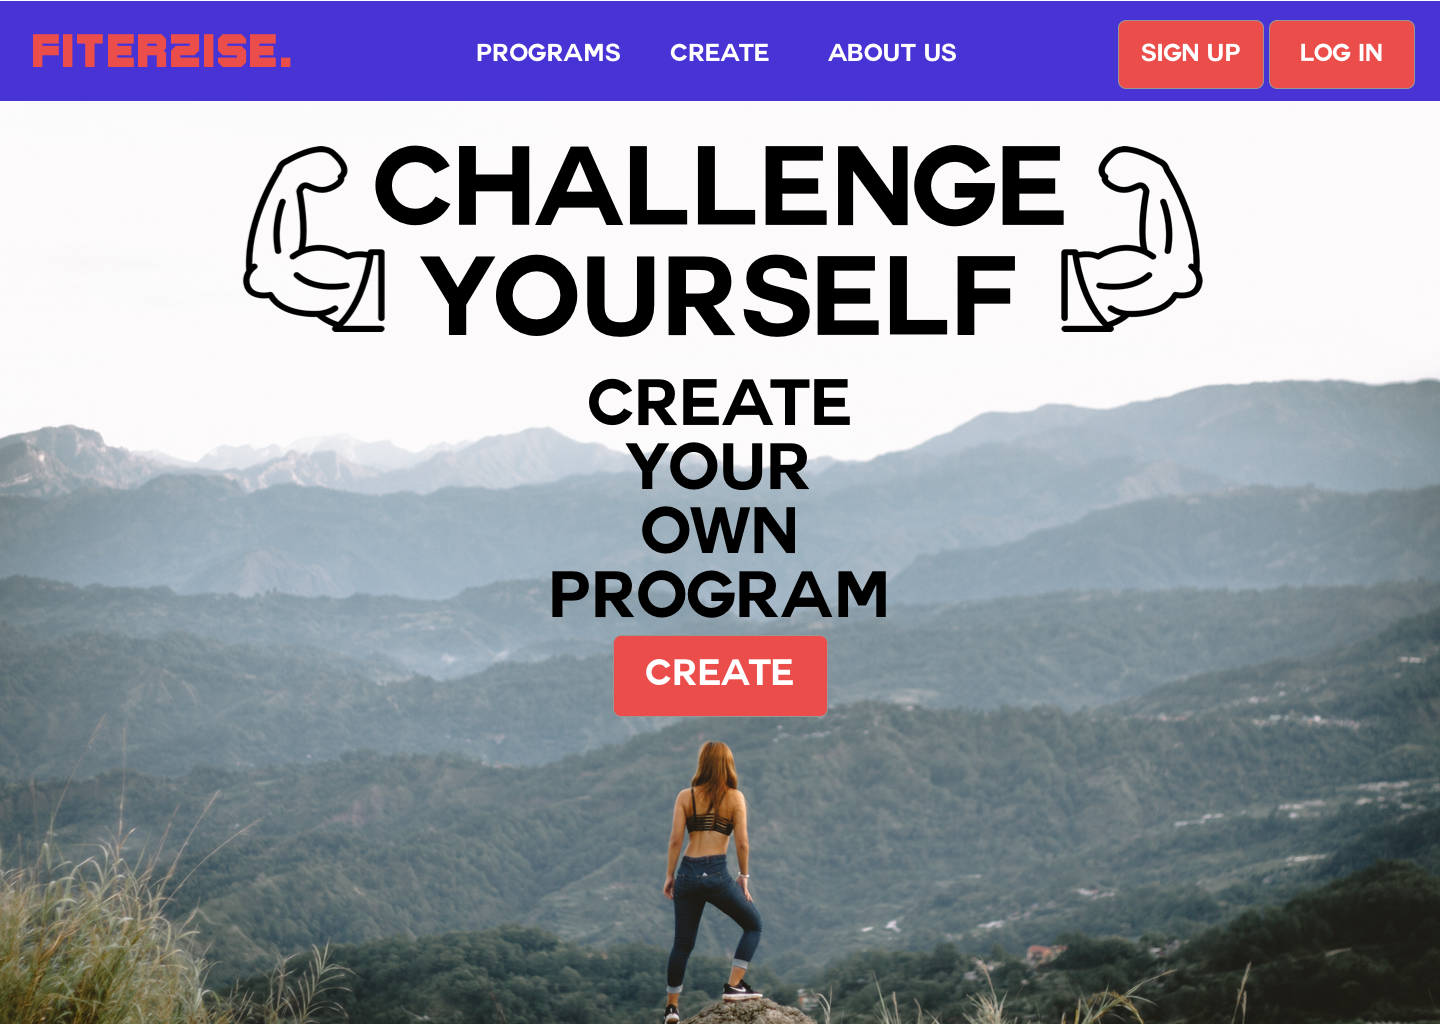 FITERZISE.
PROGRAMS CREATE ABOUT US
SIGN UP LOG IN
CHALLENGE
YOURSELF
CREATE
YOUR
OWN
PROGRAM
CREATE